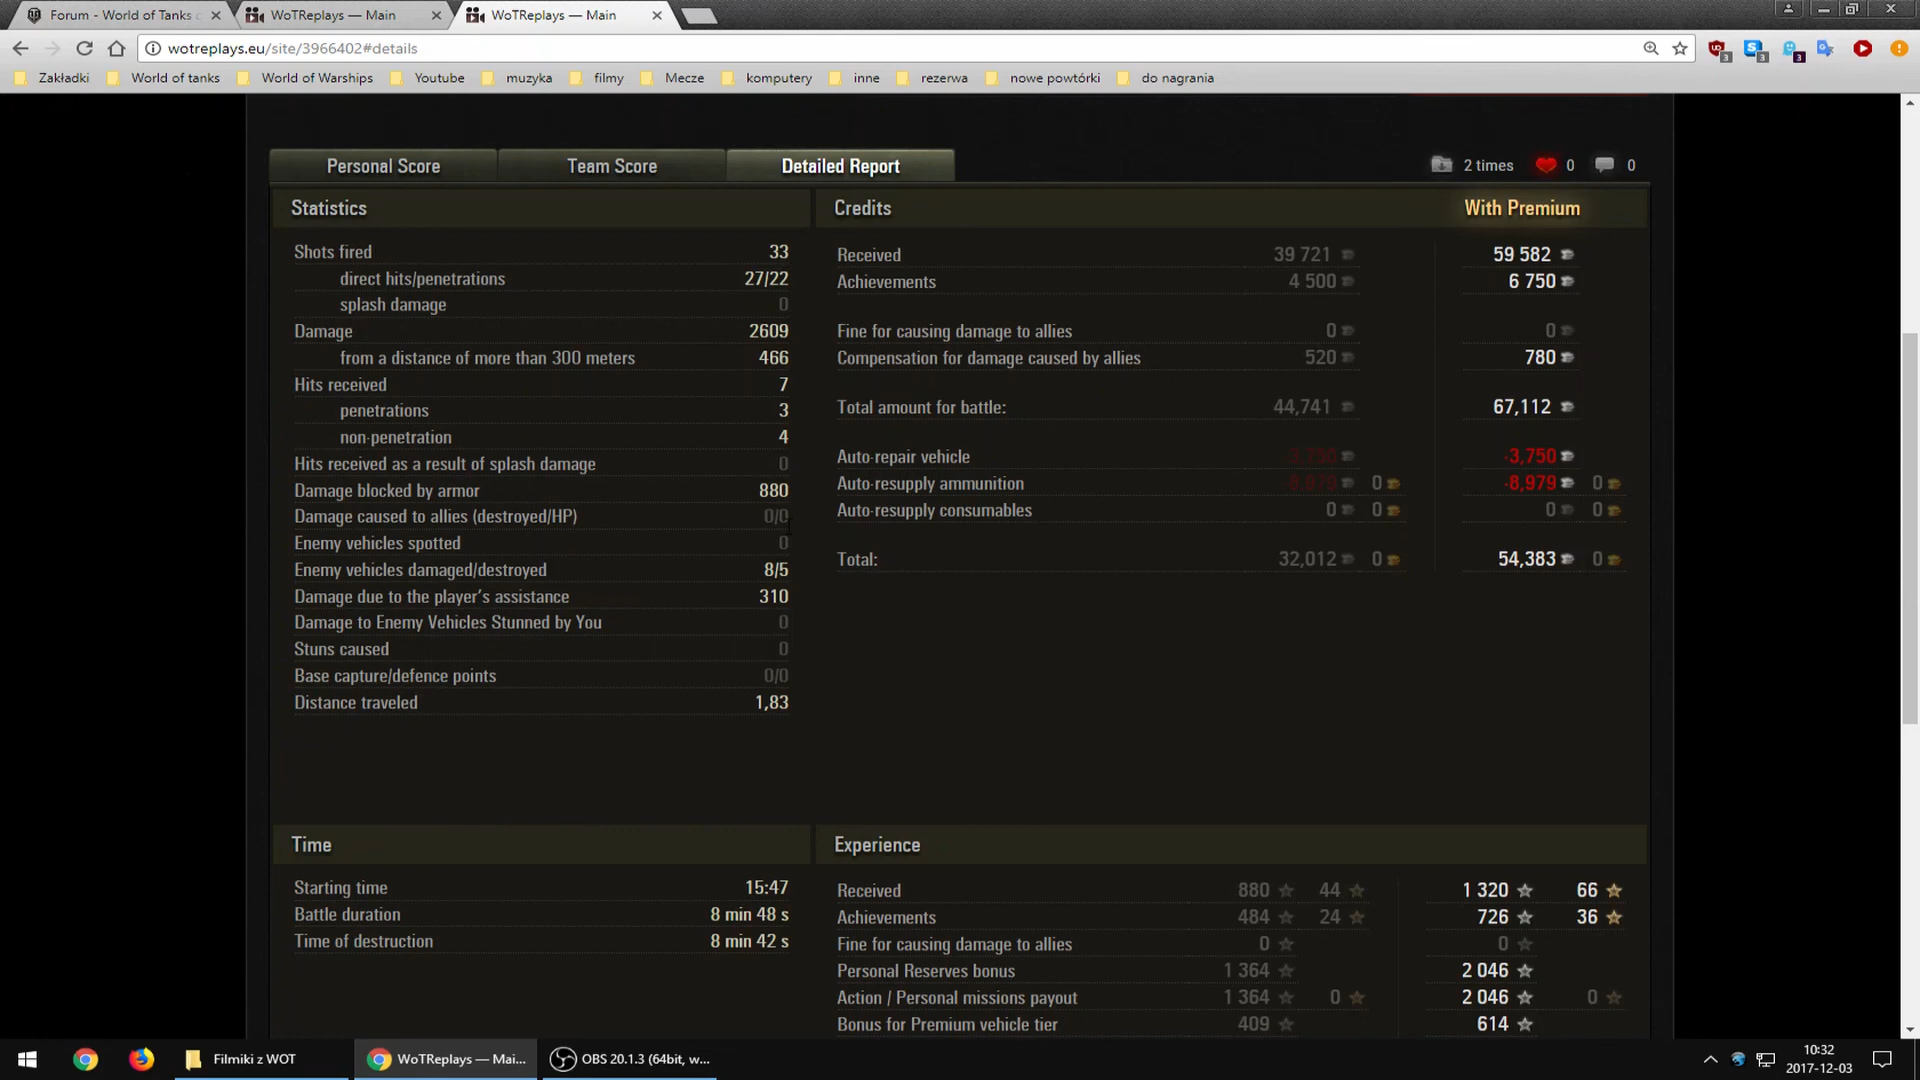 Forum - World of Tanks c
WoTReplays — Main
WoTReplays — Main
wotreplays.eu/site/3966402#details
3
3
3
Zakładki
World of tanks
World of Warships
Youtube
muzyka
filmy
Mecze
komputery
inne
rezerwa
nowe powtórki
do nagrania
Personal Score
Team Score
Detailed Report
2 times
0
0
Statistics
Shots fired 33
direct hits/penetrations 27/22
splash damage 0
Damage 2609
from a distance of more than 300 meters 466
Hits received 7
penetrations 3
non-penetration 4
Hits received as a result of splash damage 0
Damage blocked by armor 880
Damage caused to allies (destroyed/HP) 0/0
Enemy vehicles spotted 0
Enemy vehicles damaged/destroyed 8/5
Damage due to the player's assistance 310
Damage to Enemy Vehicles Stunned by You 0
Stuns caused 0
Base capture/defence points 0/0
Distance traveled 1,83
Credits With Premium
Received 39 721 59 582
Achievements 4 500 6 750
Fine for causing damage to allies 0 0
Compensation for damage caused by allies 520 780
Total amount for battle: 44,741 67,112
Auto-repair vehicle -3,750 -3,750
Auto-resupply ammunition -8,979 0 -8,979 0
Auto-resupply consumables 0 0 0 0
Total: 32,012 0 54,383 0
Time
Starting time 15:47
Battle duration 8 min 48 s
Time of destruction 8 min 42 s
Experience
Received 880 44 1 320 66
Achievements 484 24 726 36
Fine for causing damage to allies 0 0
Personal Reserves bonus 1 364 2 046
Action / Personal missions payout 1 364 0 2 046 0
Bonus for Premium vehicle tier 409 614
Filmiki z WOT
WoTReplays — Mai...
OBS 20.1.3 (64bit, w...
10:32
2017-12-03